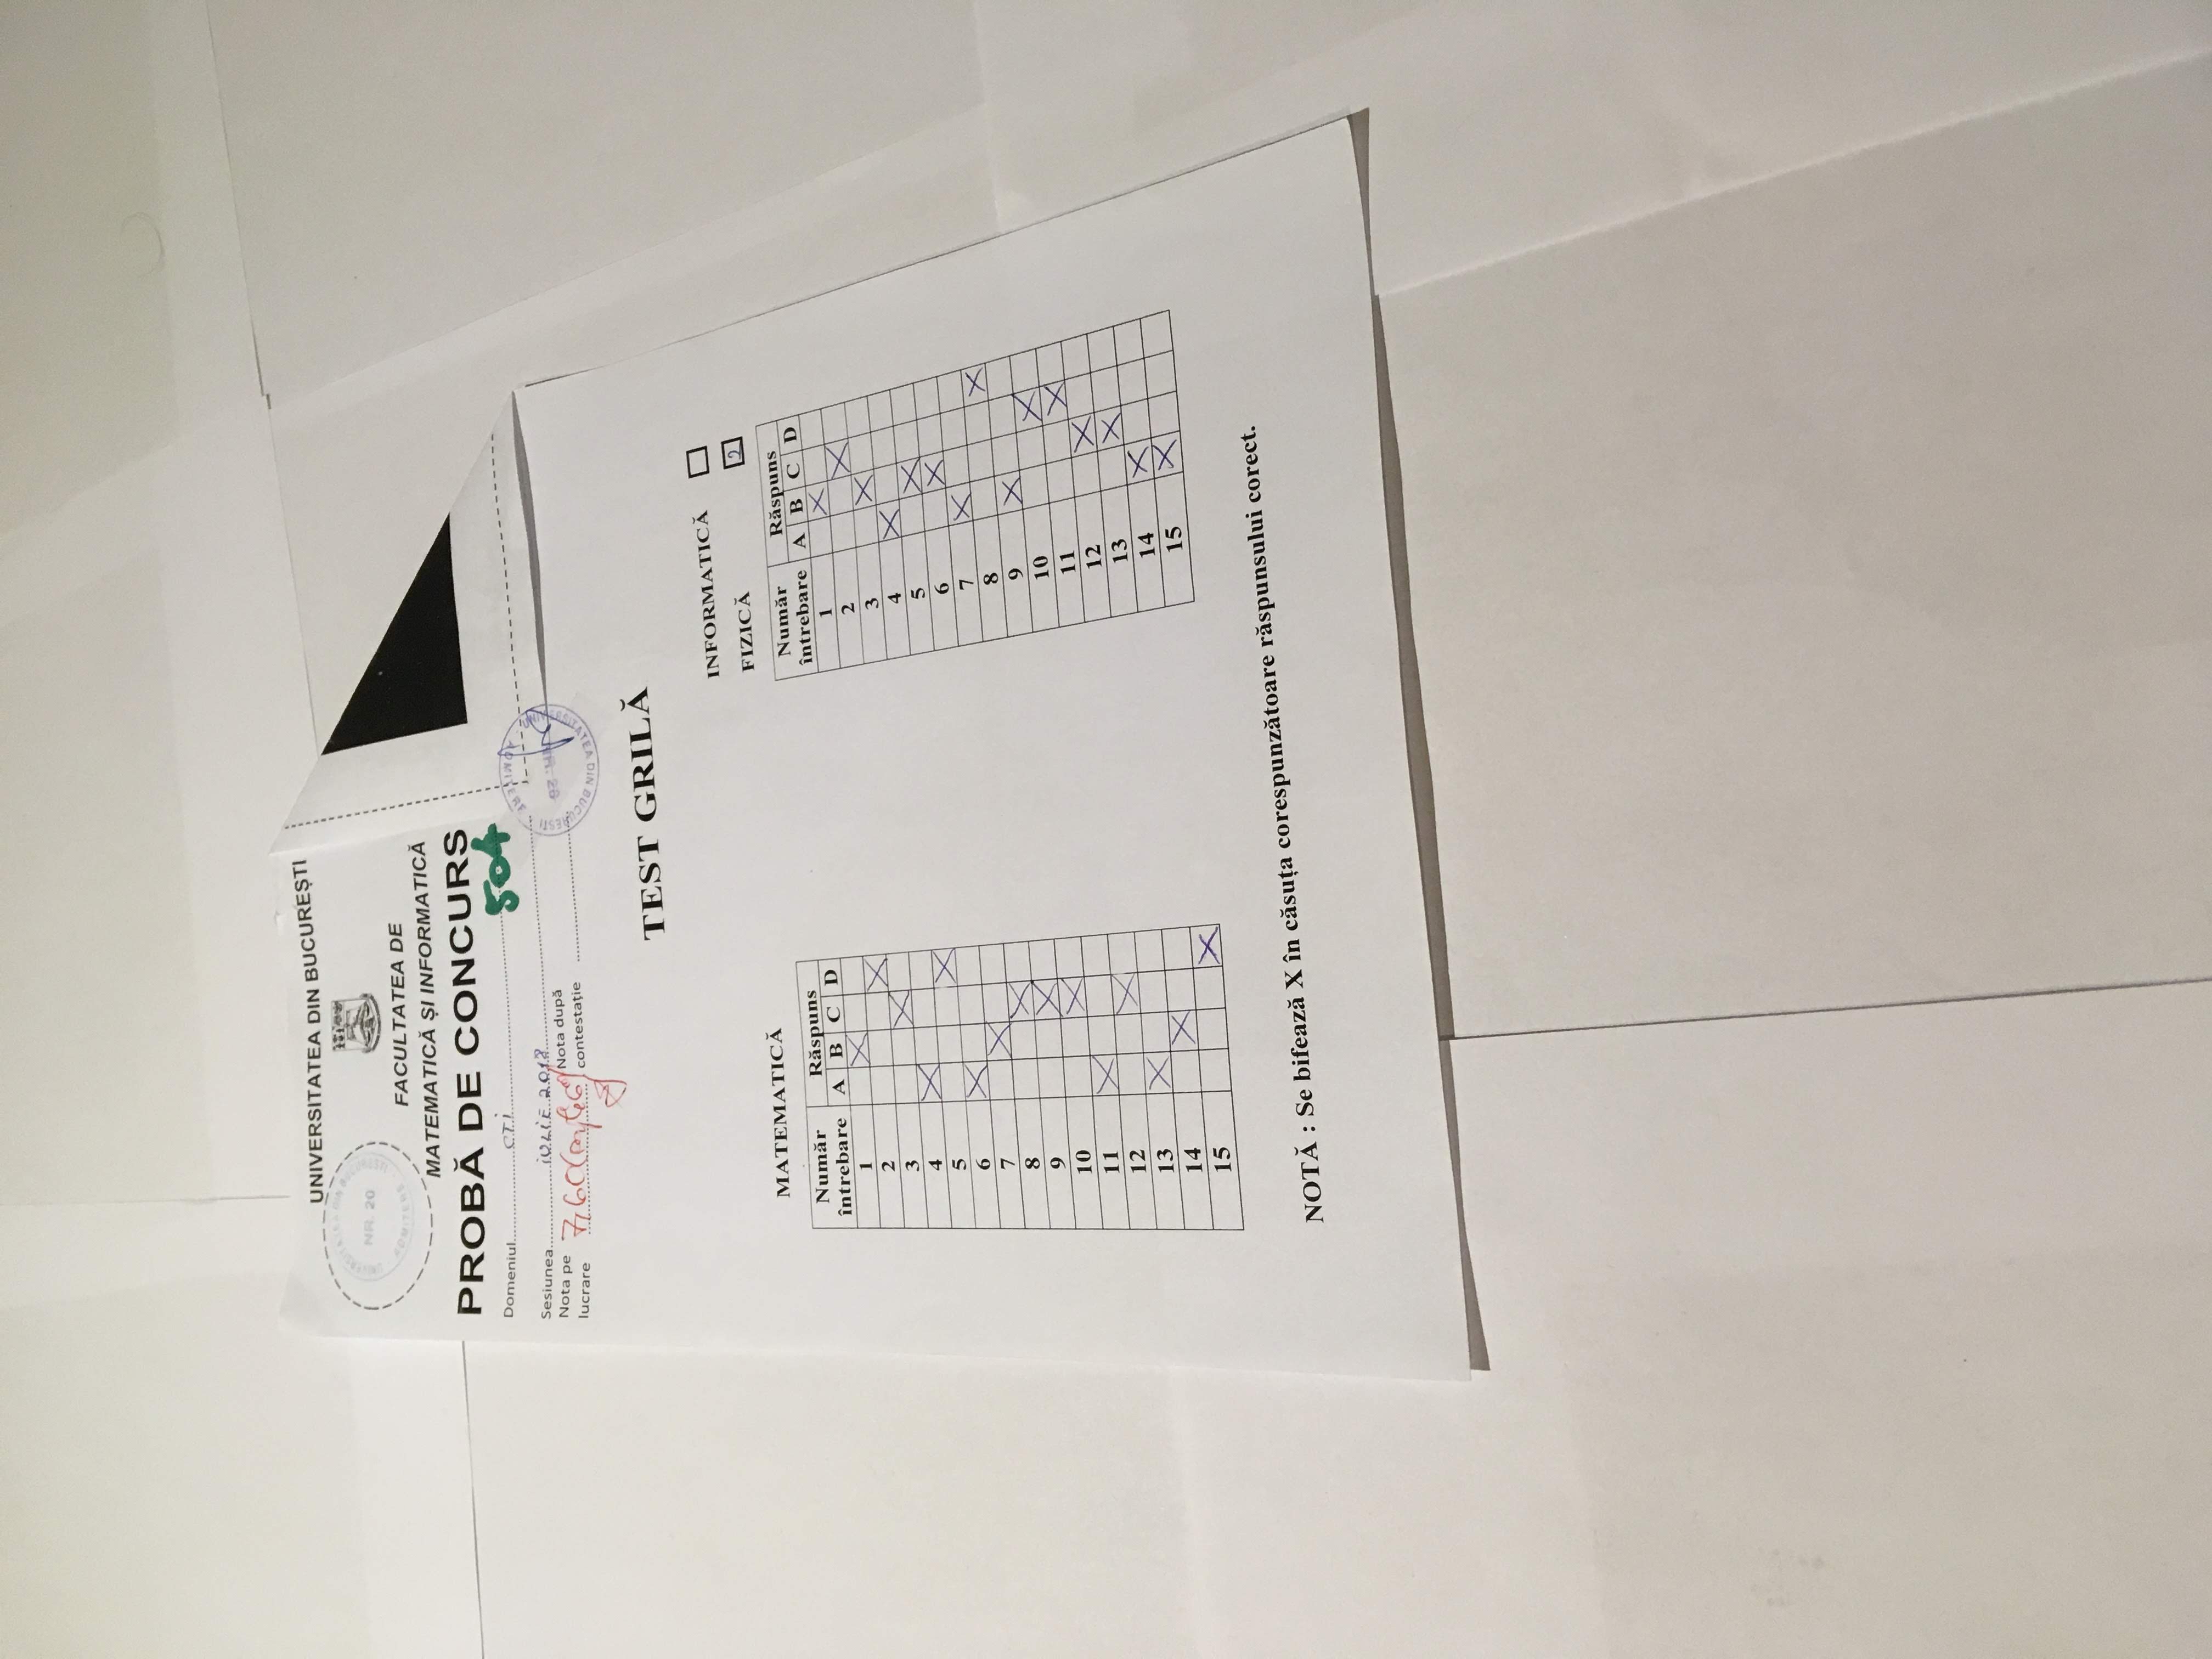 UNIVERSITATEA DIN BUCUREȘTI
UNIVERSITATEA DIN BUCUREȘTI
NR. 20
ADMITERE
FACULTATEA DE
MATEMATICĂ ȘI INFORMATICĂ
PROBĂ DE CONCURS
504
Domeniul CTI
Sesiunea IULIE 2018
Nota pe lucrare 7,60
Nota după contestație
ADMITERE
NR. 20
UNIVERSITATEA DIN BUCUREȘTI
TEST GRILĂ
MATEMATICĂ
Număr întrebare Răspuns
A B C D
1 X
2 X
3 X
4 X
5 X
6 X
7 X
8 X
9 X
10 X
11 X
12 X
13 X
14 X
15 X
INFORMATICĂ
FIZICĂ 2
Număr întrebare Răspuns
A B C D
1 X
2 X
3 X
4 X
5 X
6 X
7 X
8 X
9 X
10 X
11 X
12 X
13 X
14 X
15 X
NOTĂ : Se bifează X în căsuța corespunzătoare răspunsului corect.